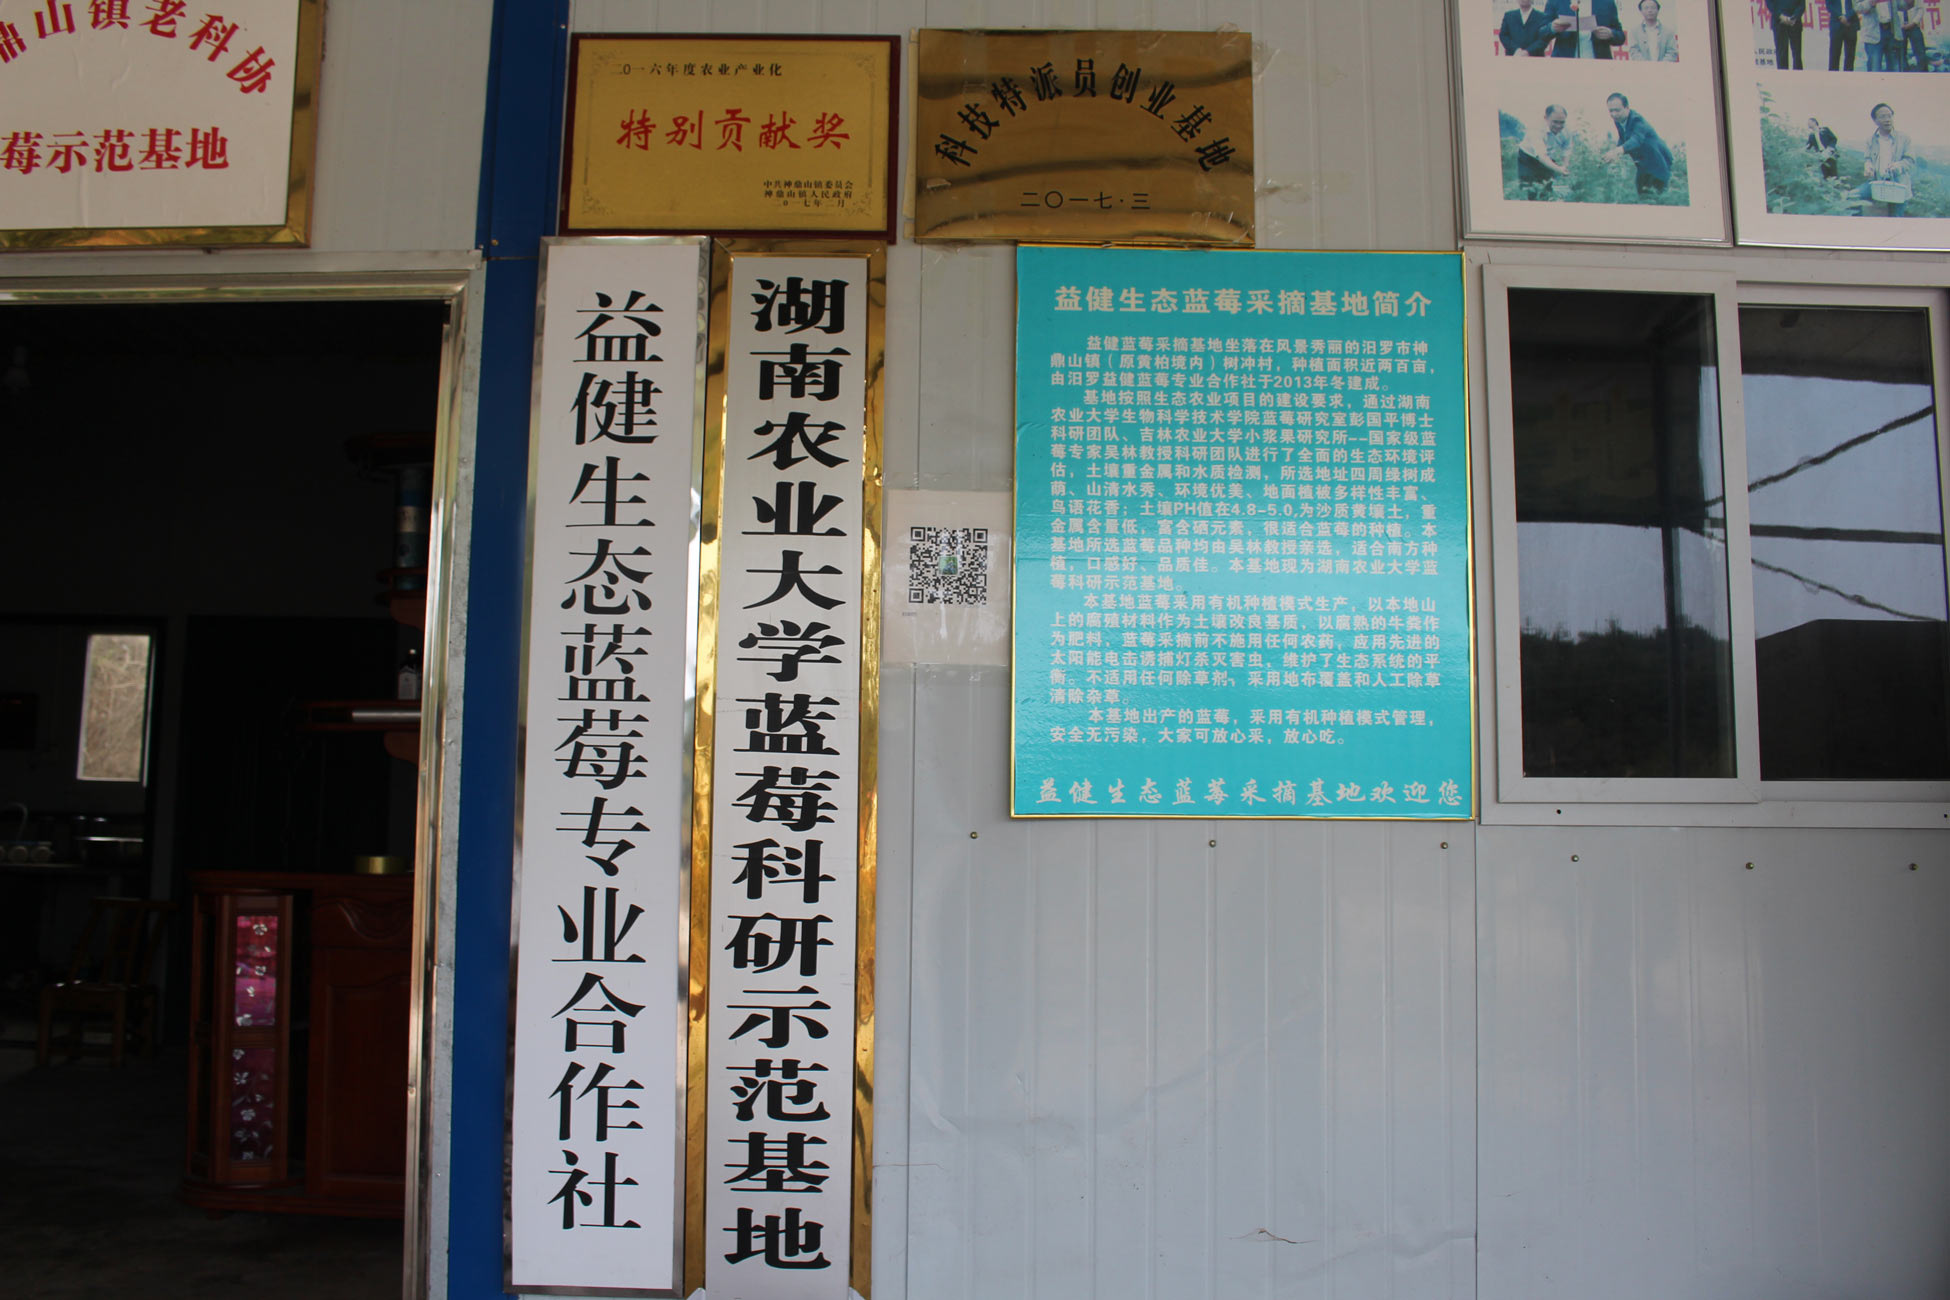 鼎山镇老科协
莓示范基地
二0一六年度农业产业化
特别贡献奖
中共神鼎山镇委员会
神鼎山镇人民政府
二0一七年二月
科技特派员创业基地
二〇一七·三
益健生态蓝莓专业合作社
湖南农业大学蓝莓科研示范基地
益健生态蓝莓采摘基地简介
益健蓝莓采摘基地坐落在风景秀丽的汨罗市神
鼎山镇（原黄柏境内）树冲村，种植面积近两百亩，
由汨罗益健蓝莓专业合作社于2013年冬建成。
基地按照生态农业项目的建设要求，通过湖南
农业大学生物科学技术学院蓝莓研究室彭国平博士
科研团队、吉林农业大学小浆果研究所--国家级蓝
莓专家吴林教授科研团队进行了全面的生态环境评
估，土壤重金属和水质检测，所选地址四周绿树成
荫、山清水秀、环境优美、地面植被多样性丰富、
鸟语花香；土壤PH值在4.8-5.0,为沙质黄壤土，重
金属含量低，富含硒元素，很适合蓝莓的种植。本
基地所选蓝莓品种均由吴林教授亲选，适合南方种
植，口感好、品质佳。本基地现为湖南农业大学蓝
莓科研示范基地。
本基地蓝莓采用有机种植模式生产，以本地山
上的腐殖材料作为土壤改良基质，以腐熟的牛粪作
为肥料，蓝莓采摘前不施用任何农药，应用先进的
太阳能电击诱捕灯杀灭害虫，维护了生态系统的平
衡。不适用任何除草剂，采用地布覆盖和人工除草
清除杂草。
本基地出产的蓝莓，采用有机种植模式管理，
安全无污染，大家可放心采，放心吃。
益健生态蓝莓采摘基地欢迎您